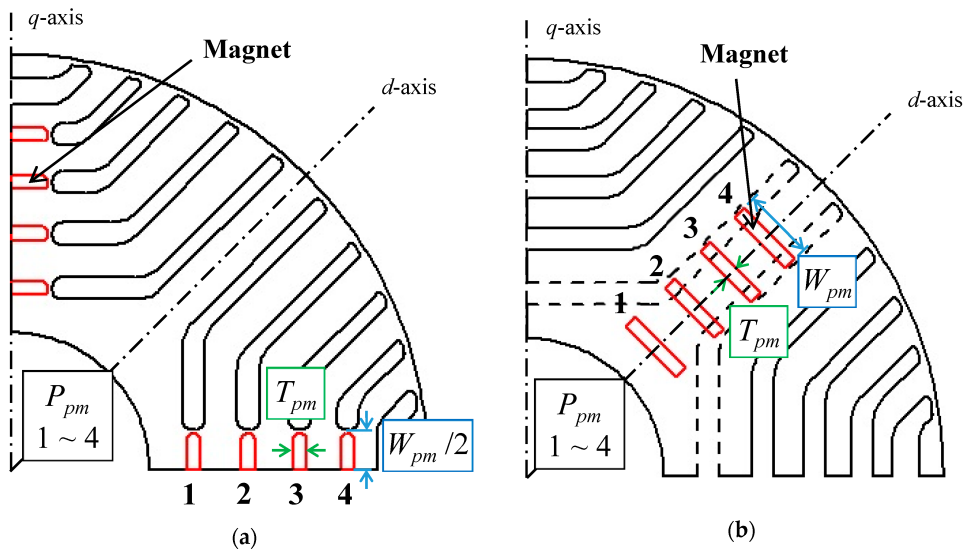 q-axis
Magnet
d-axis
P_pm
1 ~ 4
T_pm
W_pm /2
1 2 3 4
(a)
q-axis
Magnet
d-axis
4
3
2
1
W_pm
T_pm
P_pm
1 ~ 4
(b)